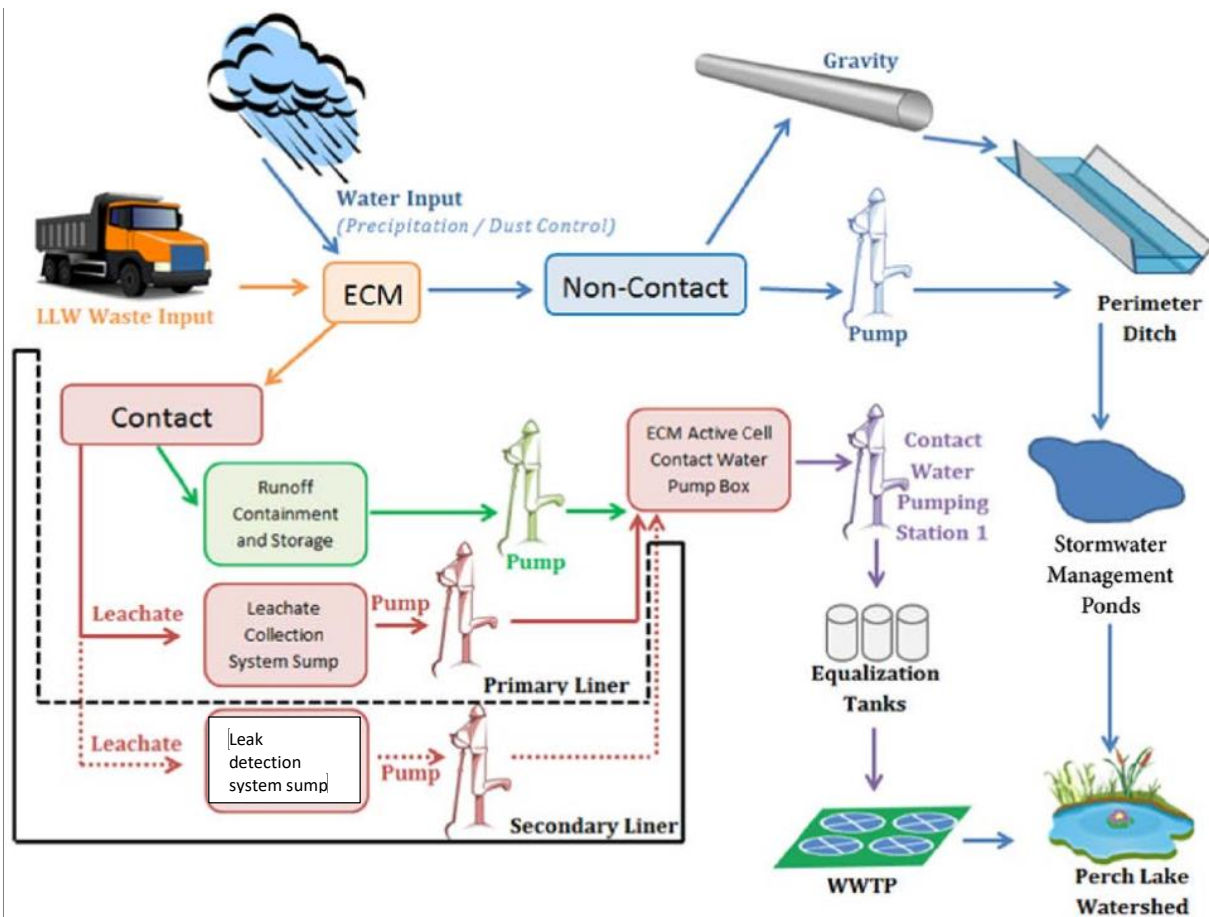 Gravity
Water Input
(Precipitation / Dust Control)
LLW Waste Input
ECM
Non-Contact
Pump
Perimeter
Ditch
Contact
Runoff
Containment
and Storage
Pump
ECM Active Cell
Contact Water
Pump Box
Contact
Water
Pumping
Station 1
Stormwater
Management
Ponds
Leachate
Leachate
Collection
System Sump
Pump
Primary Liner
Equalization
Tanks
Leachate
Leak
detection
system sump
Pump
Secondary Liner
WWTP
Perch Lake
Watershed